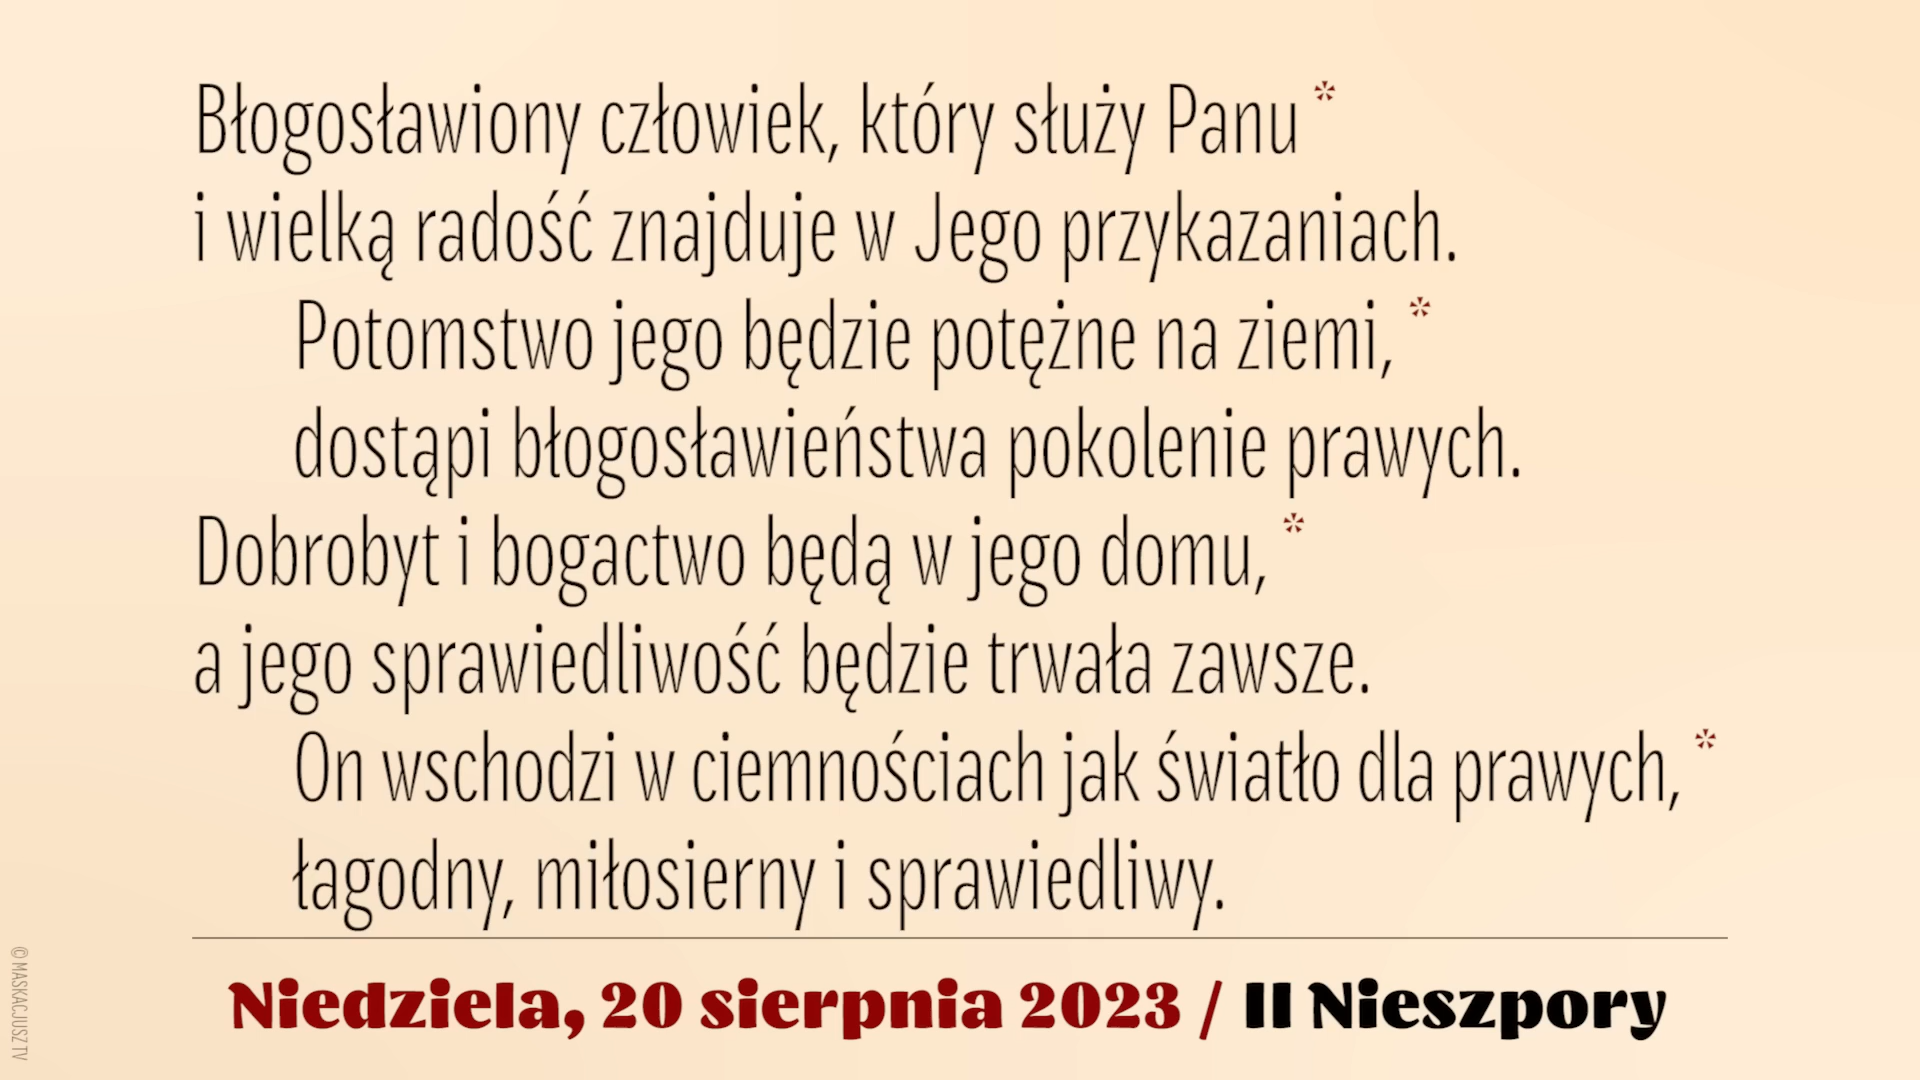 Błogosławiony człowiek, który służy Panu *
i wielką radość znajduje w Jego przykazaniach.
Potomstwo jego będzie potężne na ziemi, *
dostąpi błogosławieństwa pokolenie prawych.
Dobrobyt i bogactwo będą w jego domu, *
a jego sprawiedliwość będzie trwała zawsze.
On wschodzi w ciemnościach jak światło dla prawych, *
łagodny, miłosierny i sprawiedliwy.
Niedziela, 20 sierpnia 2023 / II Nieszpory
© MASKACJUSZ TV